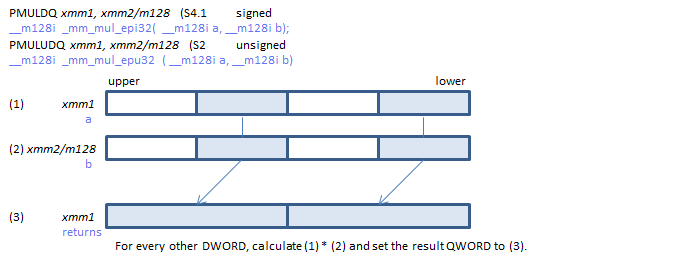 PMULDQ xmm1, xmm2/m128 (S4.1 signed
__m128i _mm_mul_epi32( __m128i a, __m128i b);
PMULUDQ xmm1, xmm2/m128 (S2 unsigned
__m128i _mm_mul_epu32 ( __m128i a, __m128i b)
upper lower
(1) xmm1
a
(2) xmm2/m128
b
(3) xmm1
returns
For every other DWORD, calculate (1) * (2) and set the result QWORD to (3).